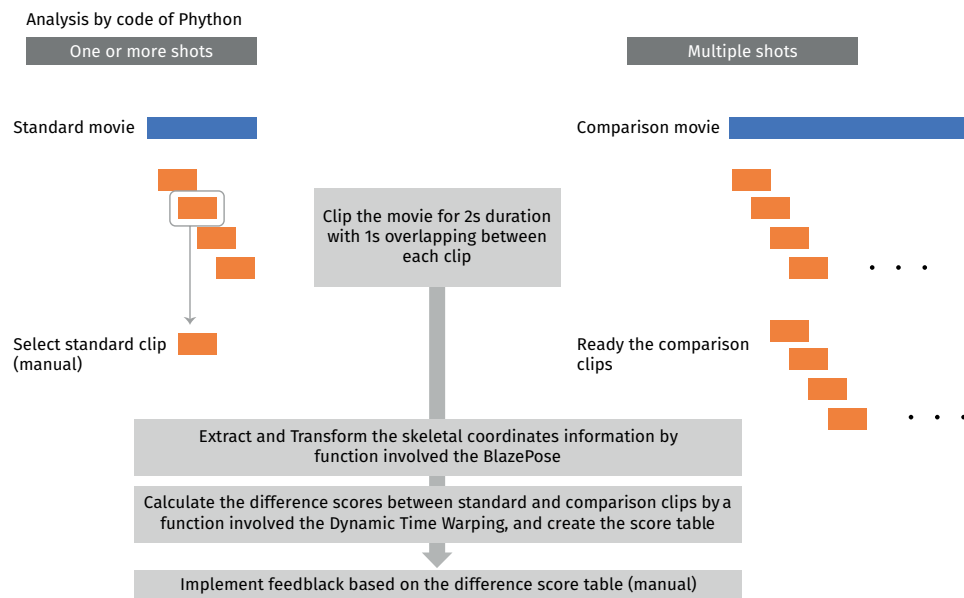 Analysis by code of Phython
One or more shots
Multiple shots
Standard movie
Comparison movie
Clip the movie for 2s duration
with 1s overlapping between
each clip
Select standard clip
(manual)
Ready the comparison
clips
Extract and Transform the skeletal coordinates information by
function involved the BlazePose
Calculate the difference scores between standard and comparison clips by a
function involved the Dynamic Time Warping, and create the score table
Implement feedblack based on the difference score table (manual)